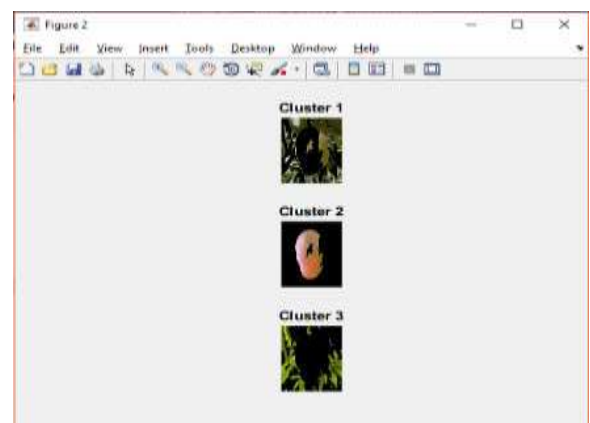 Figure 2
File Edit View Insert Tools Desktop Window Help
Cluster 1
Cluster 2
Cluster 3